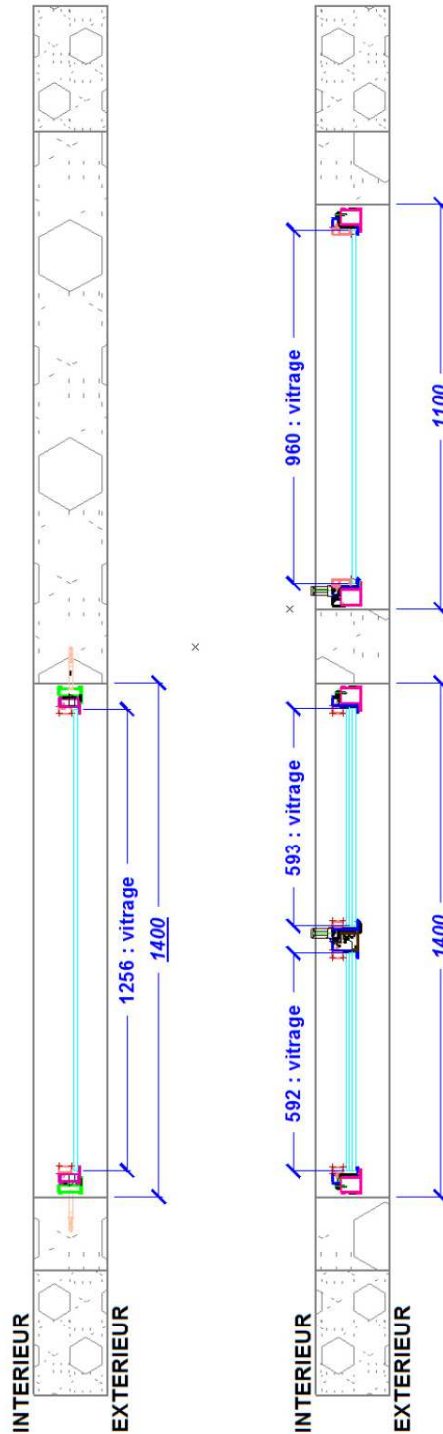 1256 : vitrage
1400
INTERIEUR
EXTERIEUR
960 : vitrage
1100
593 : vitrage
592 : vitrage
1400
INTERIEUR
EXTERIEUR